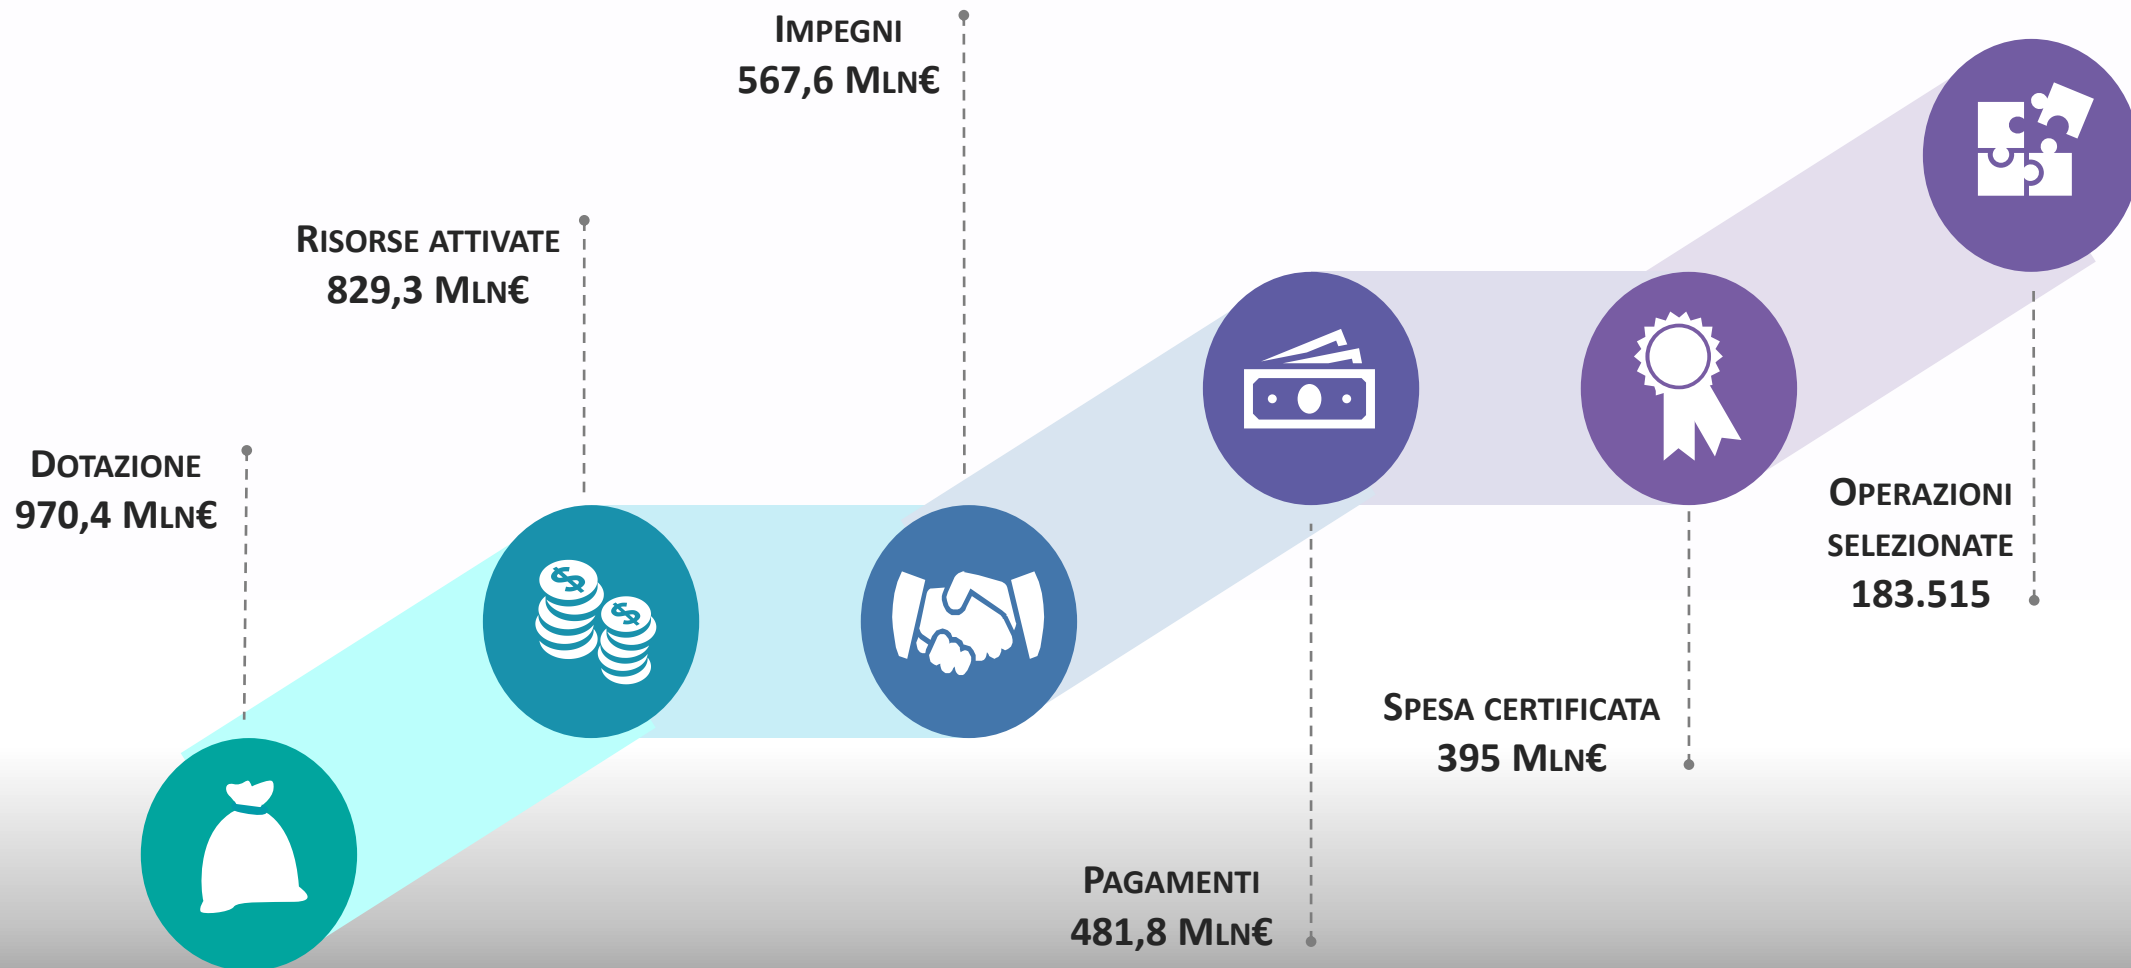 Dotazione
970,4 Mln€
Risorse attivate
829,3 Mln€
Impegni
567,6 Mln€
Pagamenti
481,8 Mln€
Spesa certificata
395 Mln€
Operazioni
selezionate
183.515